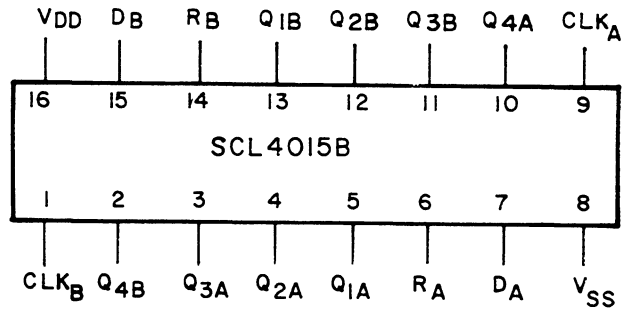 VDD DB RB Q1B Q2B Q3B Q4A CLKA
16 15 14 13 12 11 10 9
SCL4015B
1 2 3 4 5 6 7 8
CLKB Q4B Q3A Q2A Q1A RA DA VSS